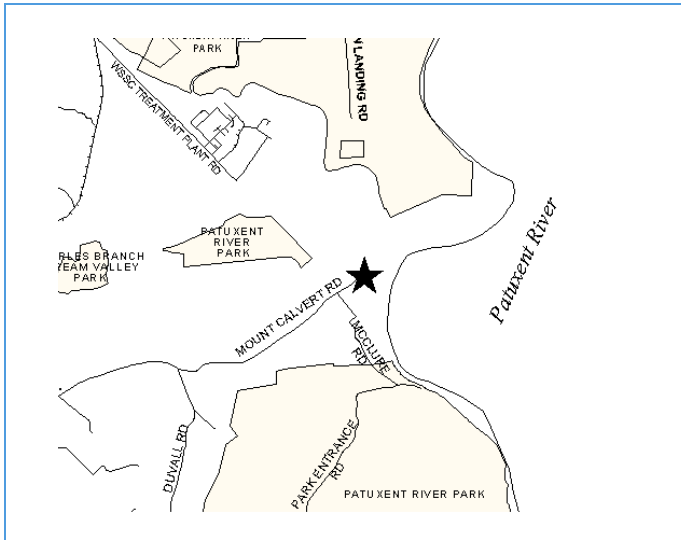 PARK
N LANDING RD
WSSC TREATMENT PLANT RD
PATUXENT
RIVER
PARK
RLES BRANCH
PARK
Patuxent River
MOUNT CALVERT RD
MCCLURE
RD
DUVALL RD
PARK ENTRANCE
RD
PATUXENT RIVER PARK